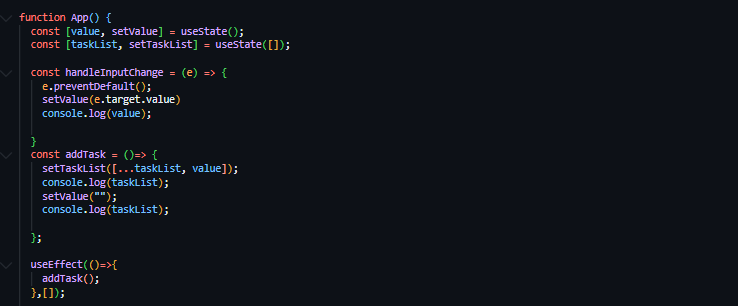 function App() {
const [value, setValue] = useState();
const [taskList, setTaskList] = useState([]);
const handleInputChange = (e) => {
e.preventDefault();
setValue(e.target.value)
console.log(value);
}
const addTask = ()=> {
setTaskList([...taskList, value]);
console.log(taskList);
setValue("");
console.log(taskList);
};
useEffect(()=>{
addTask();
},[]);